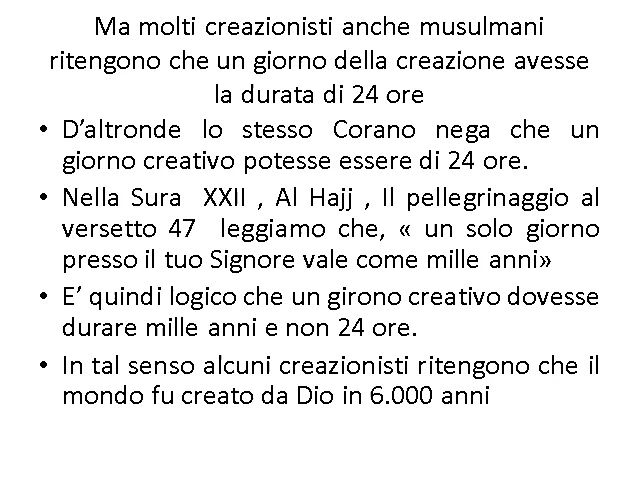 Ma molti creazionisti anche musulmani
ritengono che un giorno della creazione avesse
la durata di 24 ore
• D’altronde lo stesso Corano nega che un
giorno creativo potesse essere di 24 ore.
• Nella Sura XXII , Al Hajj , Il pellegrinaggio al
versetto 47 leggiamo che, « un solo giorno
presso il tuo Signore vale come mille anni»
• E’ quindi logico che un girono creativo dovesse
durare mille anni e non 24 ore.
• In tal senso alcuni creazionisti ritengono che il
mondo fu creato da Dio in 6.000 anni